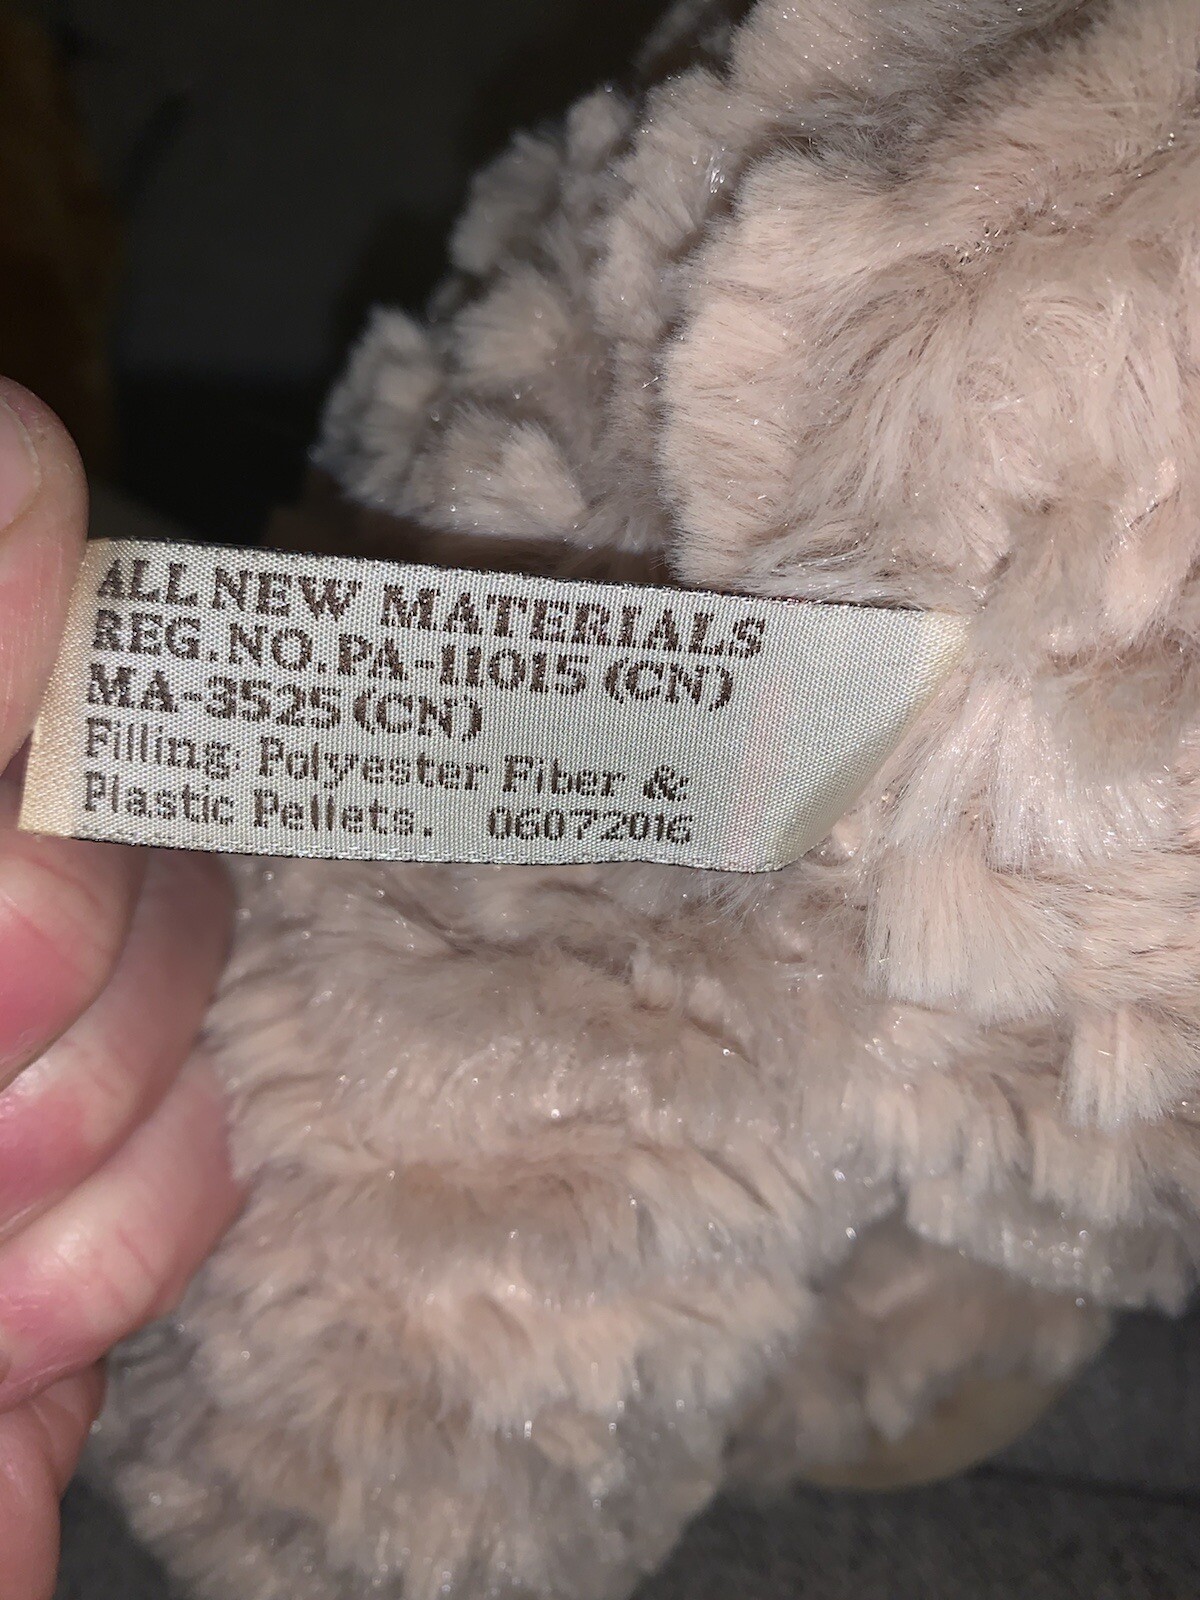 ALL NEW MATERIALS
REG.NO.PA-11015 (CN)
MA-3525 (CN)
Filling: Polyester Fiber &
Plastic Pellets. 06072016